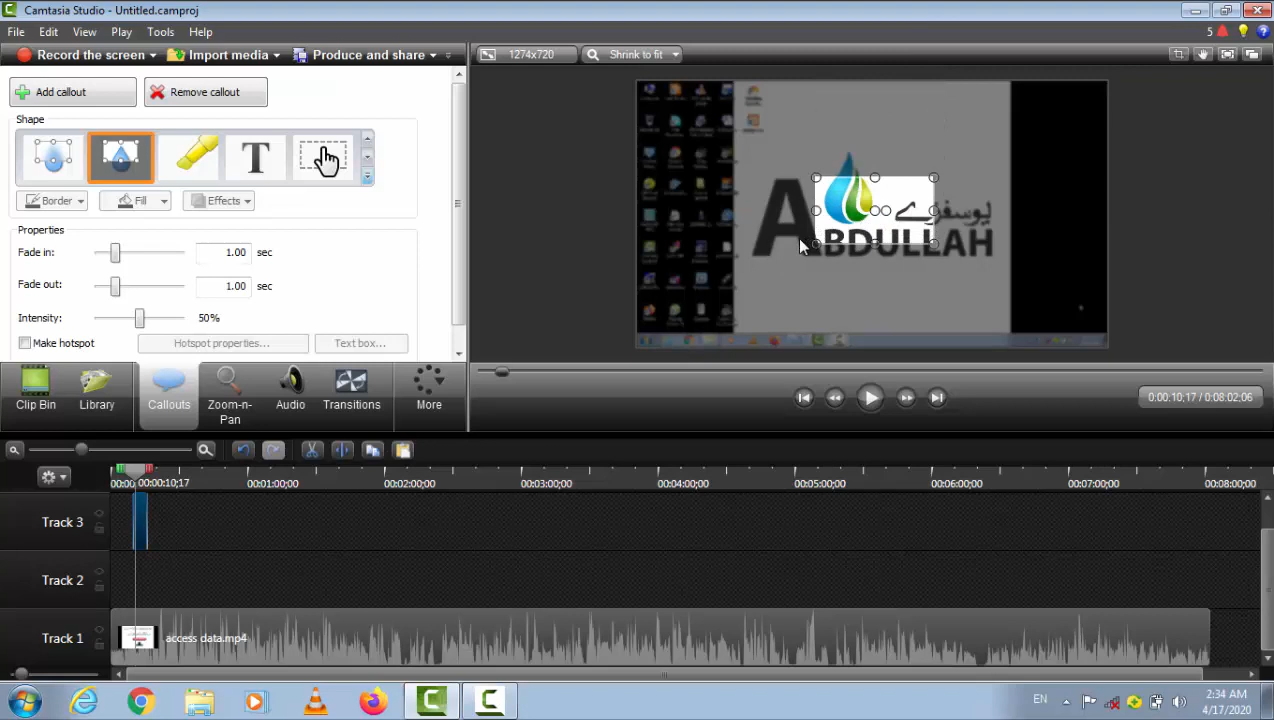 Camtasia Studio - Untitled.camproj
File Edit View Play Tools Help
5
Record the screen Import media Produce and share
1274x720 Shrink to fit
Add callout Remove callout
Shape
T
Border Fill Effects
Properties
Fade in: 1.00 sec
Fade out: 1.00 sec
Intensity: 50%
Make hotspot Hotspot properties... Text box...
یوسفزے
ABDULLAH
Clip Bin Library Callouts Zoom-n-Pan Audio Transitions More
0:00:10;17 / 0:08:02;06
00:00:10;17 00:01:00;00 00:02:00;00 00:03:00;00 00:04:00;00 00:05:00;00 00:06:00;00 00:07:00;00 00:08:00;00
Track 3
Track 2
Track 1 access data.mp4
EN 2:34 AM
4/17/2020